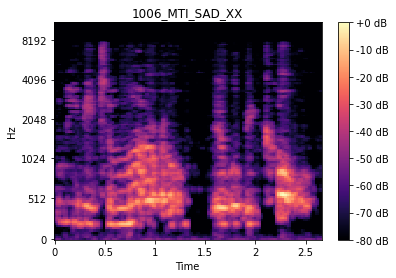 1006_MTI_SAD_XX
Hz
8192
4096
2048
1024
512
0
0
0.5
1
1.5
2
2.5
Time
+0 dB
-10 dB
-20 dB
-30 dB
-40 dB
-50 dB
-60 dB
-70 dB
-80 dB